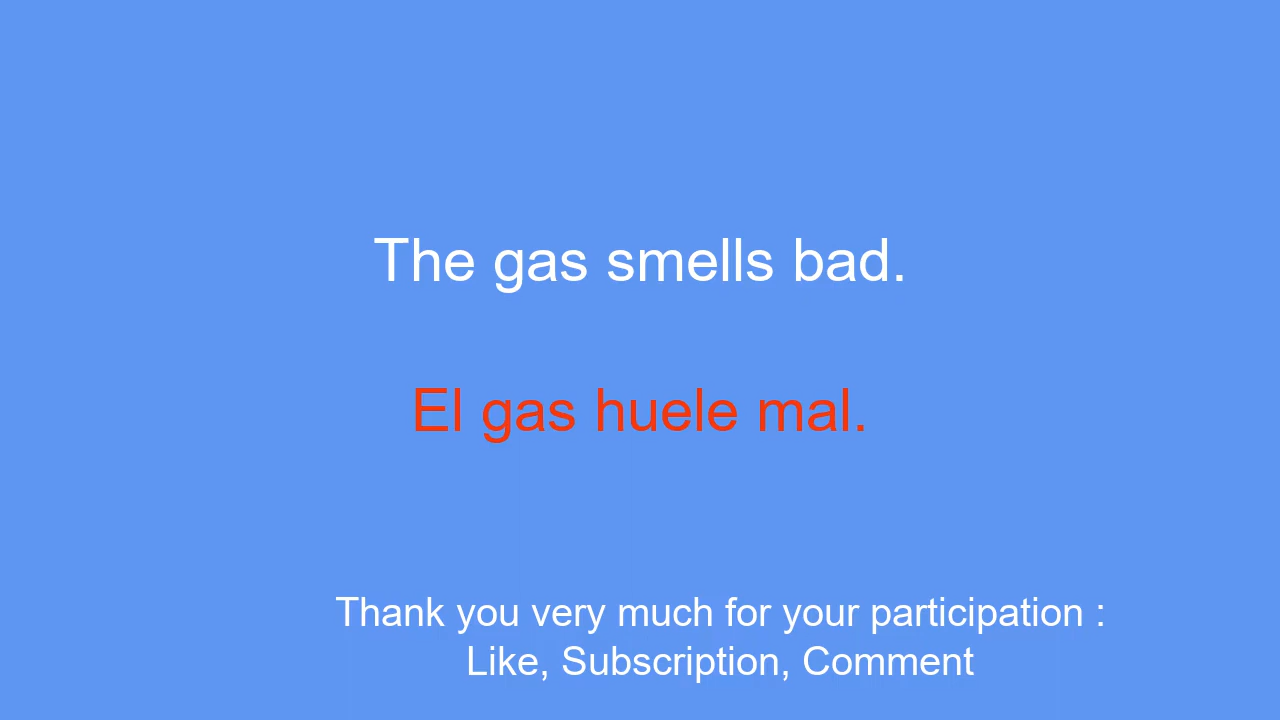 The gas smells bad.
El gas huele mal.
Thank you very much for your participation :
Like, Subscription, Comment